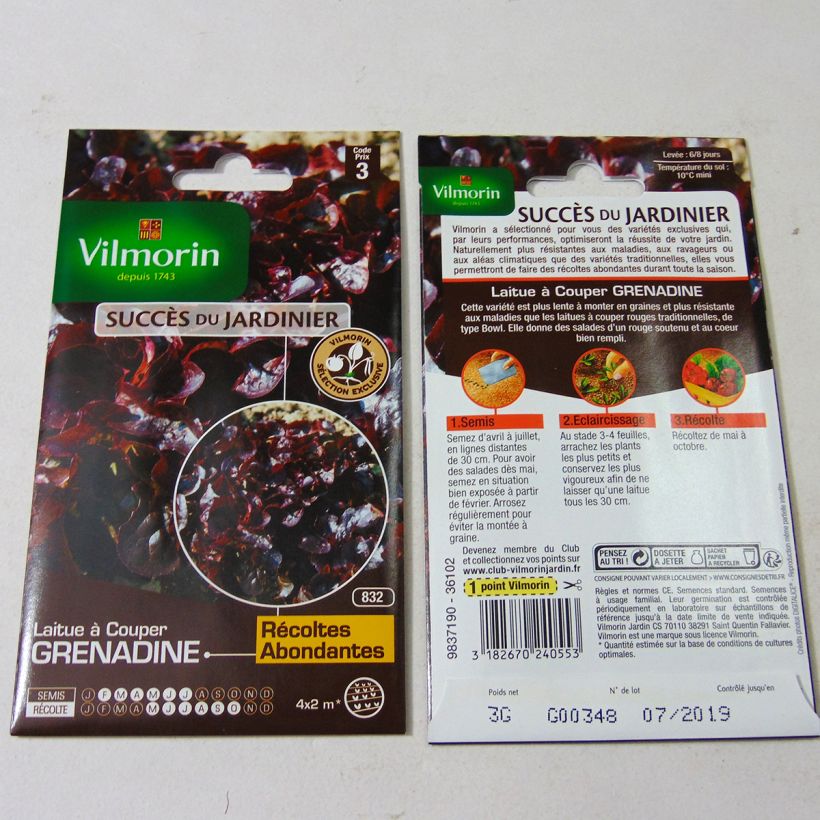 Code
Prix
3
Vilmorin
depuis 1743
SUCCÈS DU JARDINIER
VILMORIN
SÉLECTION EXCLUSIVE
832
Laitue à Couper
GRENADINE
Récoltes
Abondantes
SEMIS J F M A M J J A S O N D
RÉCOLTE J F M A M J J A S O N D
4x2 m*
Levée : 6/8 jours
Température du sol :
10°C mini
Vilmorin
depuis 1743
SUCCÈS DU JARDINIER
Vilmorin a sélectionné pour vous des variétés exclusives qui,
par leurs performances, optimiseront la réussite de votre jardin.
Naturellement plus résistantes aux maladies, aux ravageurs ou
aux aléas climatiques que des variétés traditionnelles, elles vous
permettront de faire des récoltes abondantes durant toute la saison.
Laitue à Couper GRENADINE
Cette variété est plus lente à monter en graines et plus résistante
aux maladies que les laitues à couper rouges traditionnelles, de
type Bowl. Elle donne des salades d'un rouge soutenu et au coeur
bien rempli.
1.Semis
Semez d'avril à juillet,
en lignes distantes
de 30 cm. Pour avoir
des salades dès mai,
semez en situation
bien exposée à partir
de février. Arrosez
régulièrement pour
éviter la montée à
graine.
2.Eclaircissage
Au stade 3-4 feuilles,
arrachez les plants
les plus petits et
conservez les plus
vigoureux afin de ne
laisser qu'une laitue
tous les 30 cm.
3.Récolte
Récoltez de mai à
octobre.
Devenez membre du Club
et collectionnez vos points sur
www.club-vilmorinjardin.fr
1 point Vilmorin
9837190 - 36102
3 182670 240553
PENSEZ
AU TRI !
DOSETTE
À JETER
SACHET
PAPIER
À RECYCLER
CONSIGNE POUVANT VARIER LOCALEMENT > WWW.CONSIGNESDETRI.FR
Règles et normes CE. Semences standard. Semences
à usage familial. Leur germination est contrôlée
périodiquement en laboratoire sur échantillons de
référence jusqu'à la date limite de vente indiquée.
Vilmorin Jardin CS 70110 38291 Saint Quentin Fallavier.
Vilmorin est une marque sous licence Vilmorin.
* Quantité estimée sur la base de conditions de cultures
optimales.
Crédits photos DIGITALICE® - Reproduction même partielle interdite
Poids net
N° de lot
Contrôlé jusqu'en
3G G00348 07/2019